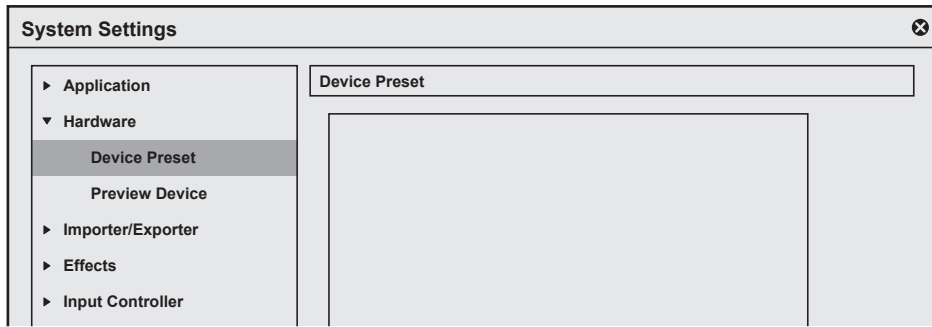 System Settings
Application
Hardware
Device Preset
Preview Device
Importer/Exporter
Effects
Input Controller
Device Preset